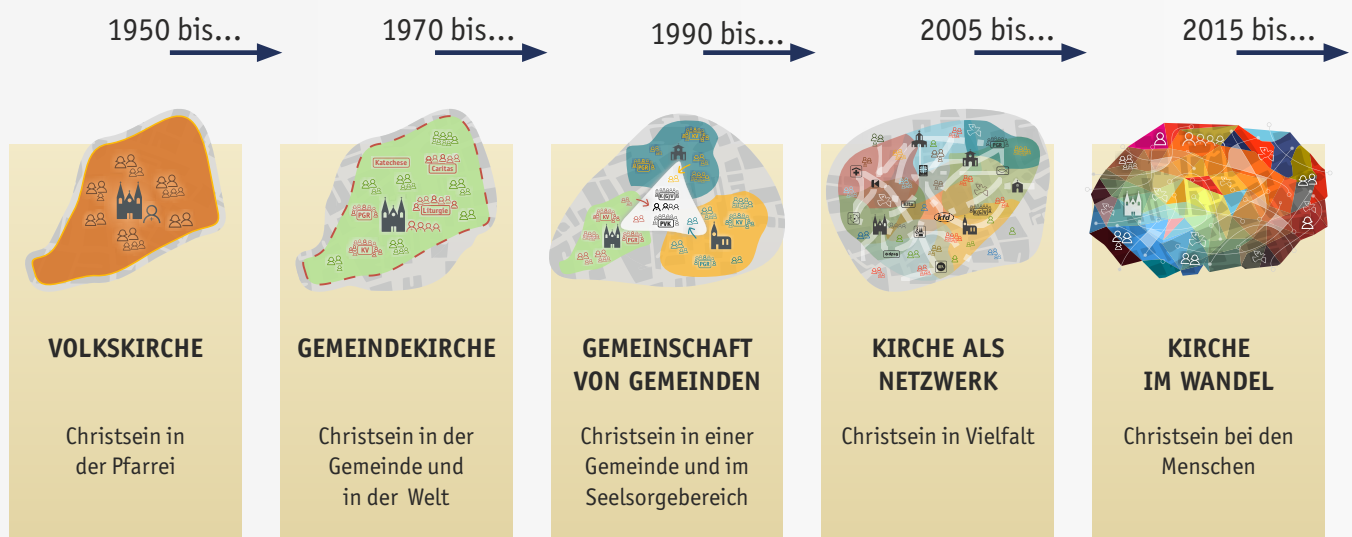 1950 bis...
1970 bis...
1990 bis...
2005 bis...
2015 bis...
Katechese
Caritas
PGR
Liturgie
KV
KV
PGR
KV
PGR
PVK
KV
PGR
PGR
Kita
kfd
VOLKSKIRCHE
Christsein in
der Pfarrei
GEMEINDEKIRCHE
Christsein in der
Gemeinde und
in der Welt
GEMEINSCHAFT
VON GEMEINDEN
Christsein in einer
Gemeinde und im
Seelsorgebereich
KIRCHE ALS
NETZWERK
Christsein in Vielfalt
KIRCHE
IM WANDEL
Christsein bei den
Menschen